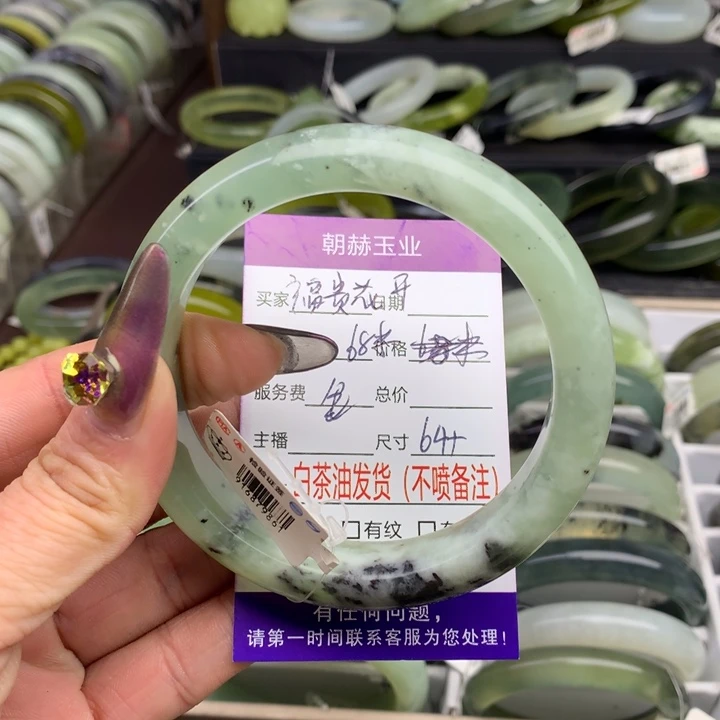 朝赫玉业
买家 富贵花开 日期
68米 价格
服务费 包 总价
主播 尺寸 64+
白茶油发货（不喷备注）
口有纹 口有
有任何问题，
请第一时间联系客服为您处理！